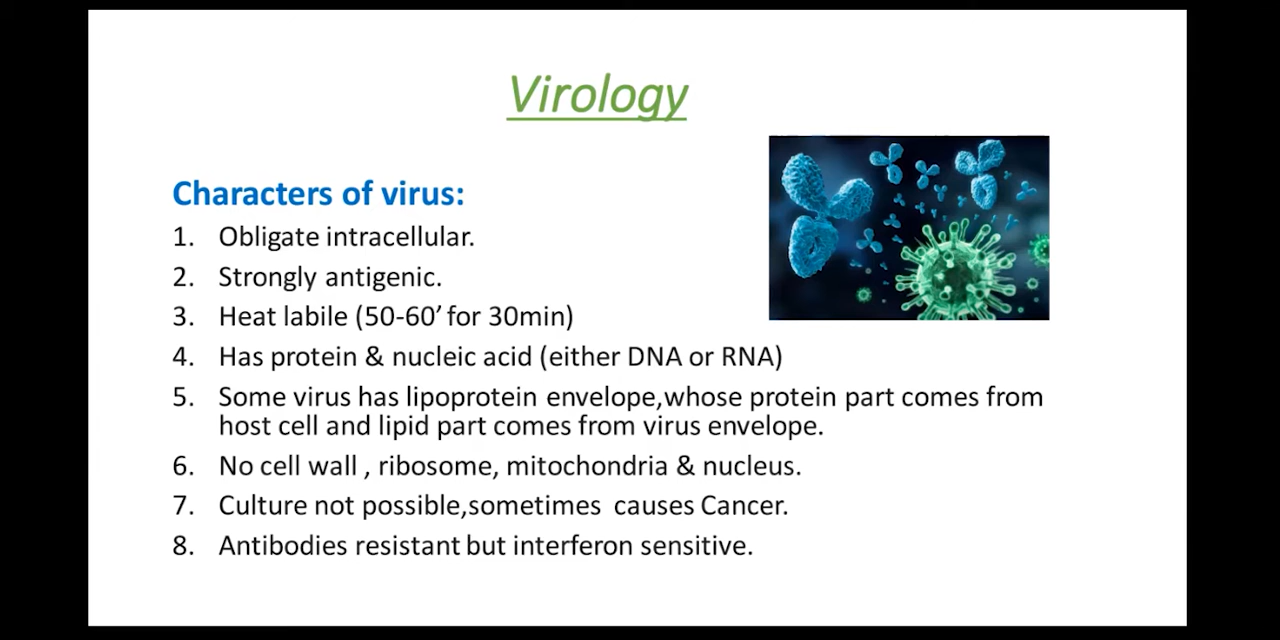 Virology
Characters of virus:
1. Obligate intracellular.
2. Strongly antigenic.
3. Heat labile (50-60’ for 30min)
4. Has protein & nucleic acid (either DNA or RNA)
5. Some virus has lipoprotein envelope,whose protein part comes from
host cell and lipid part comes from virus envelope.
6. No cell wall , ribosome, mitochondria & nucleus.
7. Culture not possible,sometimes causes Cancer.
8. Antibodies resistant but interferon sensitive.